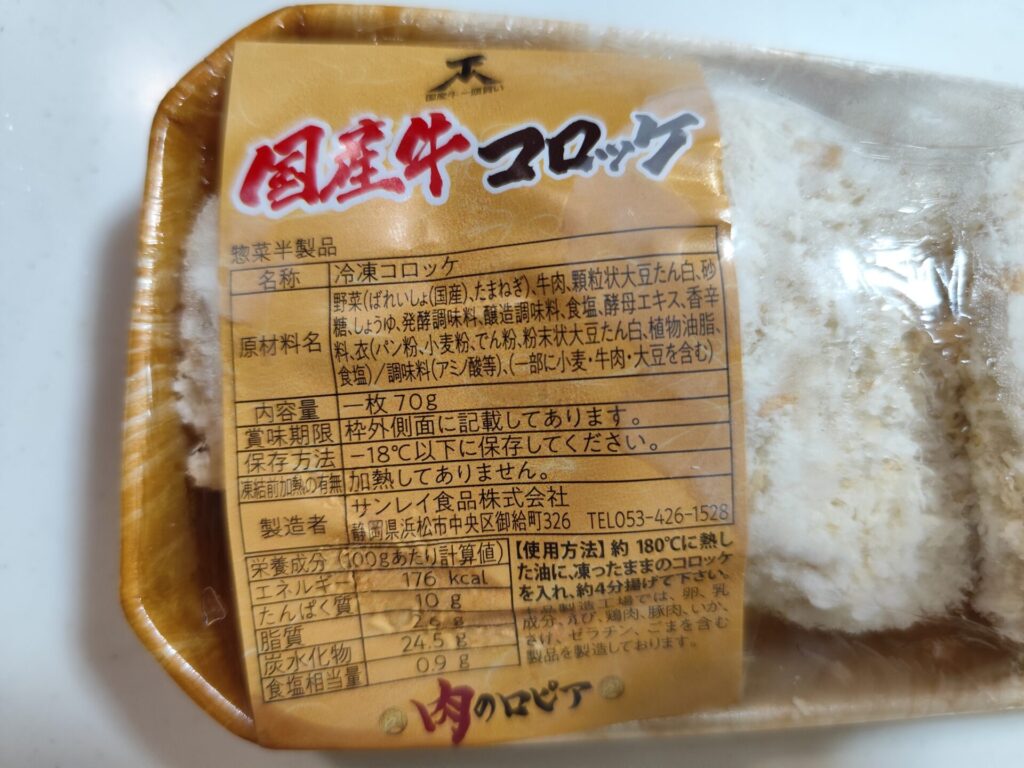 国産牛一頭買い
国産牛コロッケ
惣菜半製品
名称 冷凍コロッケ
原材料名 野菜(ばれいしょ(国産)、たまねぎ)、牛肉、顆粒状大豆たん白、砂
糖、しょうゆ、発酵調味料、醸造調味料、食塩、酵母エキス、香辛
料、衣(パン粉、小麦粉、でん粉、粉末状大豆たん白、植物油脂、
食塩)/調味料(アミノ酸等)、(一部に小麦・牛肉・大豆を含む)
内容量 一枚70g
賞味期限 枠外側面に記載してあります。
保存方法 -18℃以下に保存してください。
凍結前加熱の有無 加熱してありません。
製造者 サンレイ食品株式会社
静岡県浜松市中央区御給町326 TEL053-426-1528
栄養成分 (100gあたり計算値)
エネルギー 176 kcal
たんぱく質 10 g
脂質 g
炭水化物 24.5 g
食塩相当量 0.9 g
【使用方法】約180℃に熱し
た油に、凍ったままのコロッケ
を入れ、約4分揚げて下さい。
本品製造工場では、卵、乳
成分、えび、鶏肉、豚肉、いか、
さけ、ゼラチン、ごまを含む
製品を製造しております。
肉のロピア